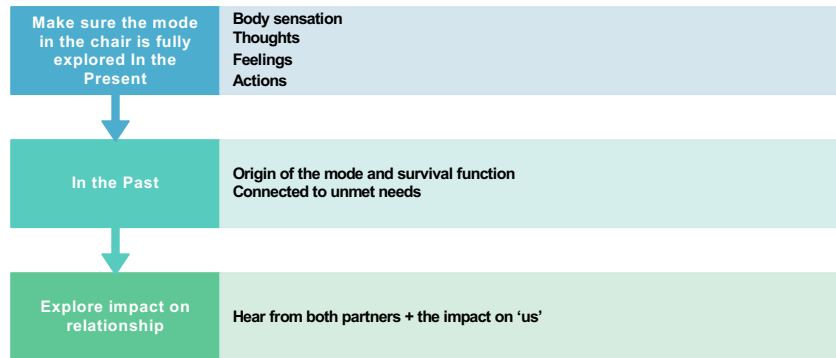 Make sure the mode
in the chair is fully
explored In the
Present
Body sensation
Thoughts
Feelings
Actions
In the Past
Origin of the mode and survival function
Connected to unmet needs
Explore impact on
relationship
Hear from both partners + the impact on ‘us’